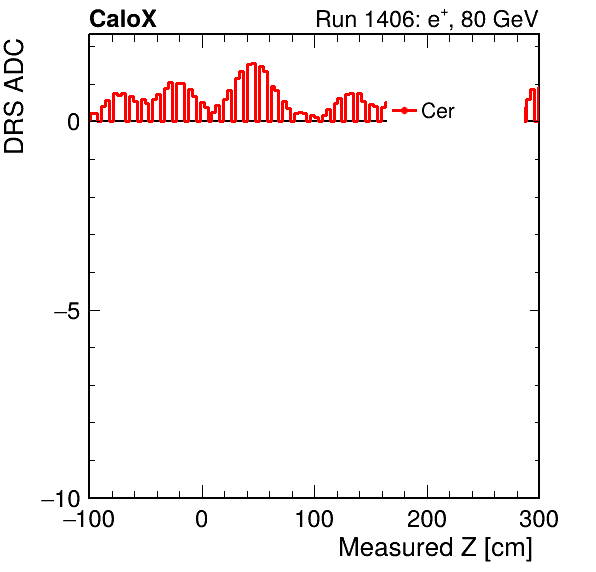 CaloX Run 1406: e⁺, 80 GeV
DRS ADC
Cer
0
−5
−10
−100 0 100 200 300
Measured Z [cm]